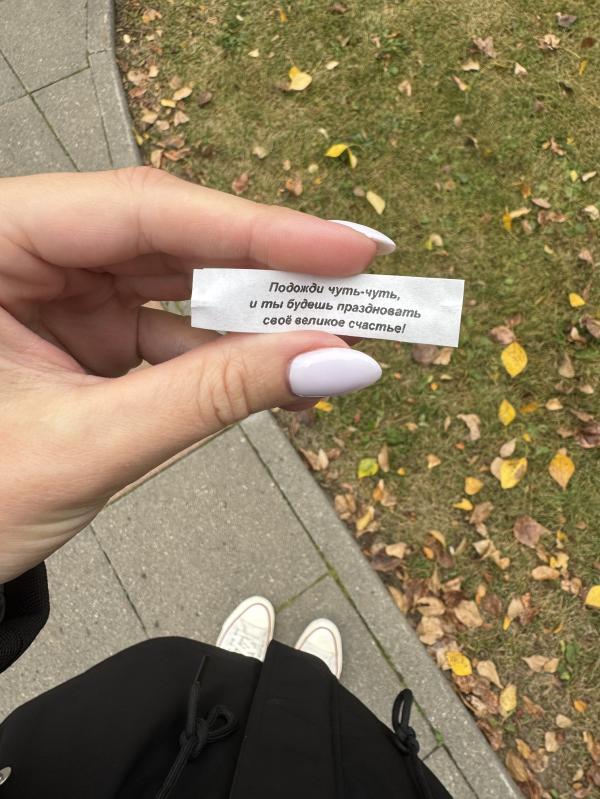 Подожди чуть-чуть,
и ты будешь праздновать
своё великое счастье!